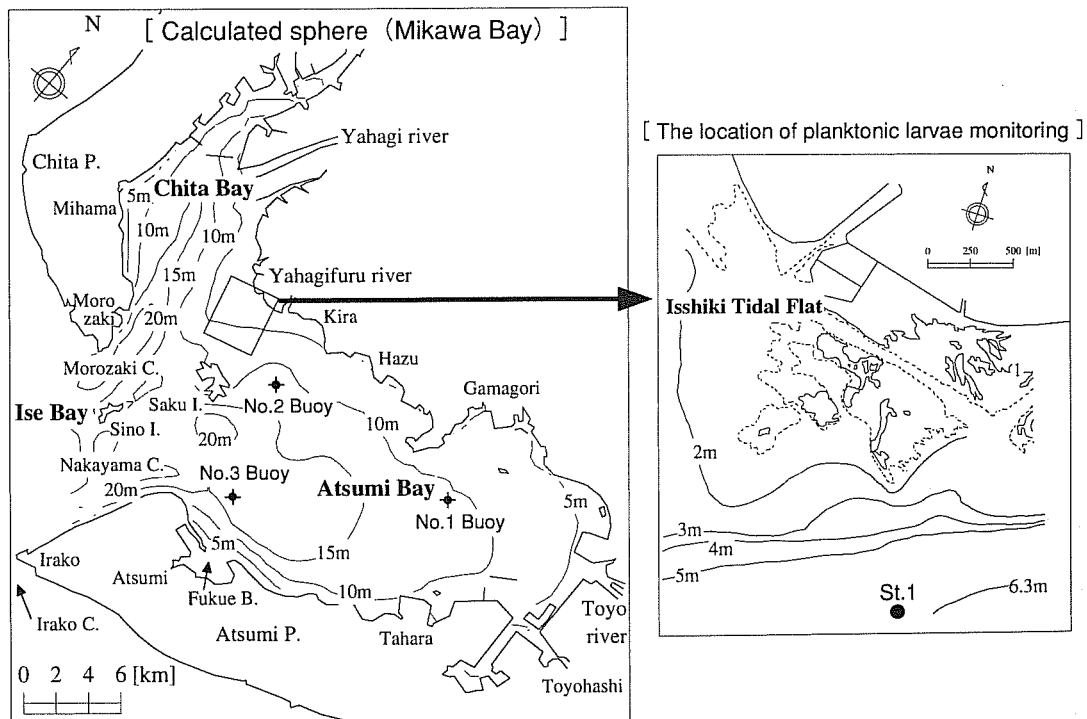 [ Calculated sphere (Mikawa Bay) ]
N
Yahagi river
Chita P.
Chita Bay
5m
Mihama
10m
10m
15m
Yahagifuru river
Moro
zaki
20m
Kira
Morozaki C.
Hazu
Gamagori
Ise Bay
Saku I.
No.2 Buoy
10m
Sino I.
20m
Nakayama C.
No.3 Buoy
Atsumi Bay
20m
5m
No.1 Buoy
5m
15m
Irako
Atsumi
Fukue B.
10m
Irako C.
Atsumi P.
Tahara
Toyo
river
Toyohashi
0 2 4 6 [km]
[ The location of planktonic larvae monitoring ]
N
0 250 500 [m]
Isshiki Tidal Flat
1
2m
3m
4m
5m
6.3m
St.1